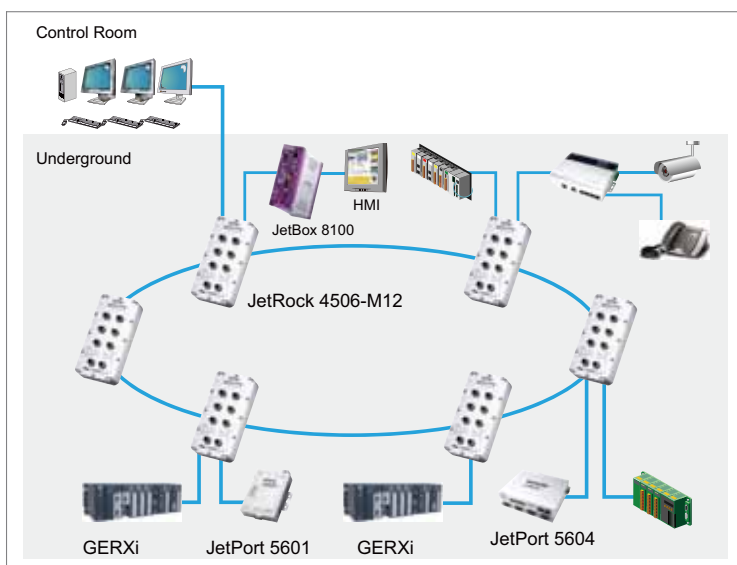 Control Room
Underground
HMI
JetBox 8100
JetRock 4506-M12
GERXi
JetPort 5601
GERXi
JetPort 5604